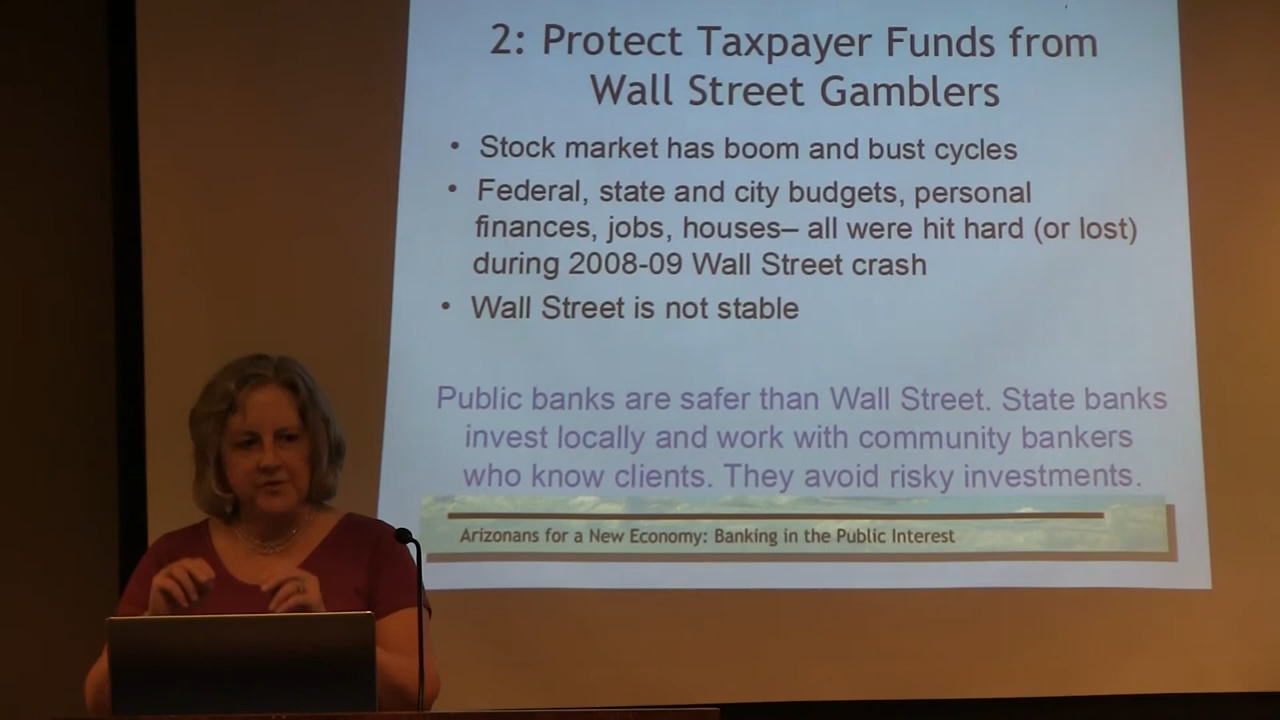 2: Protect Taxpayer Funds from
Wall Street Gamblers
• Stock market has boom and bust cycles
• Federal, state and city budgets, personal
finances, jobs, houses– all were hit hard (or lost)
during 2008-09 Wall Street crash
• Wall Street is not stable
Public banks are safer than Wall Street. State banks
invest locally and work with community bankers
who know clients. They avoid risky investments.
Arizonans for a New Economy: Banking in the Public Interest